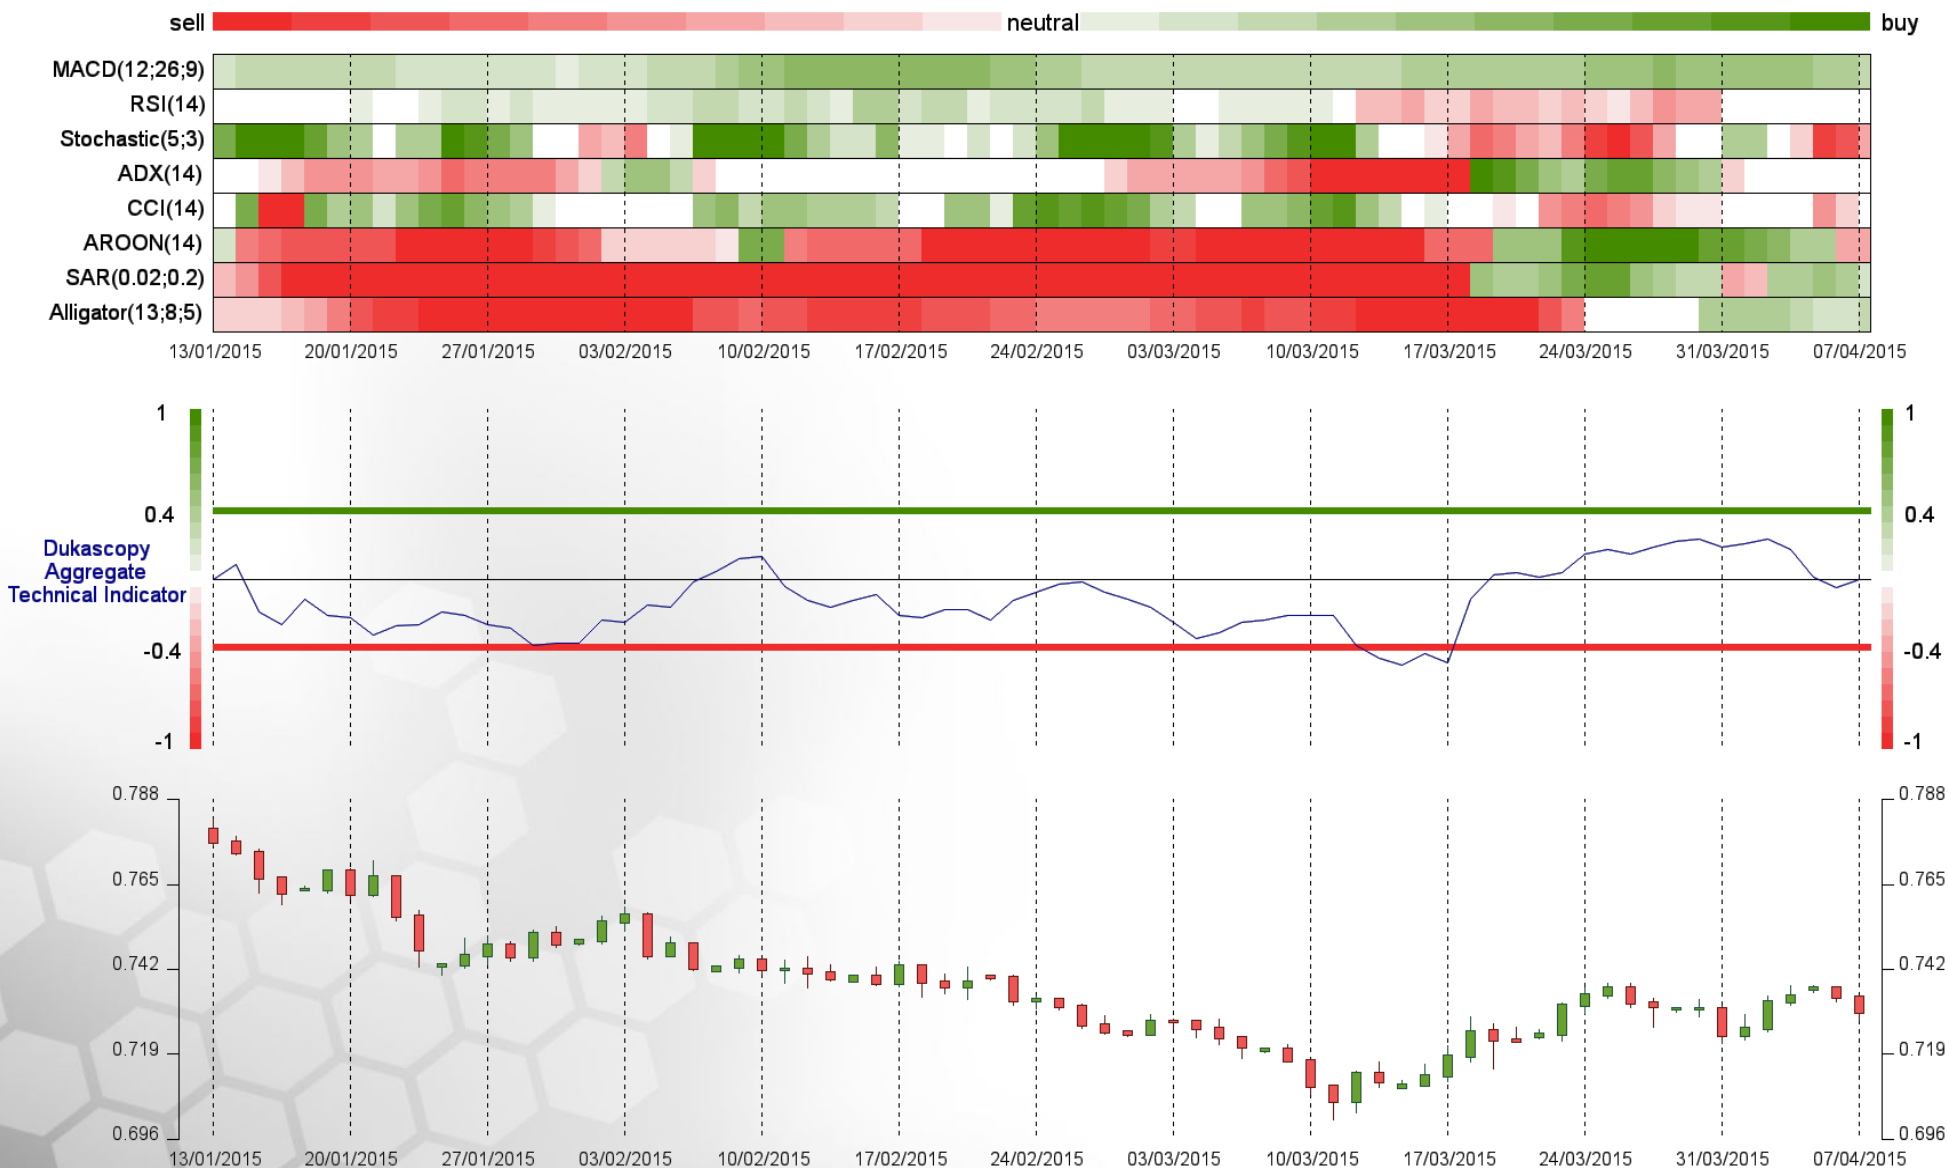 sell neutral buy
MACD(12;26;9)
RSI(14)
Stochastic(5;3)
ADX(14)
CCI(14)
AROON(14)
SAR(0.02;0.2)
Alligator(13;8;5)
13/01/2015 20/01/2015 27/01/2015 03/02/2015 10/02/2015 17/02/2015 24/02/2015 03/03/2015 10/03/2015 17/03/2015 24/03/2015 31/03/2015 07/04/2015
1 1
0.4 0.4
Dukascopy
Aggregate
Technical Indicator
-0.4 -0.4
-1 -1
0.788 0.788
0.765 0.765
0.742 0.742
0.719 0.719
0.696 0.696
13/01/2015 20/01/2015 27/01/2015 03/02/2015 10/02/2015 17/02/2015 24/02/2015 03/03/2015 10/03/2015 17/03/2015 24/03/2015 31/03/2015 07/04/2015